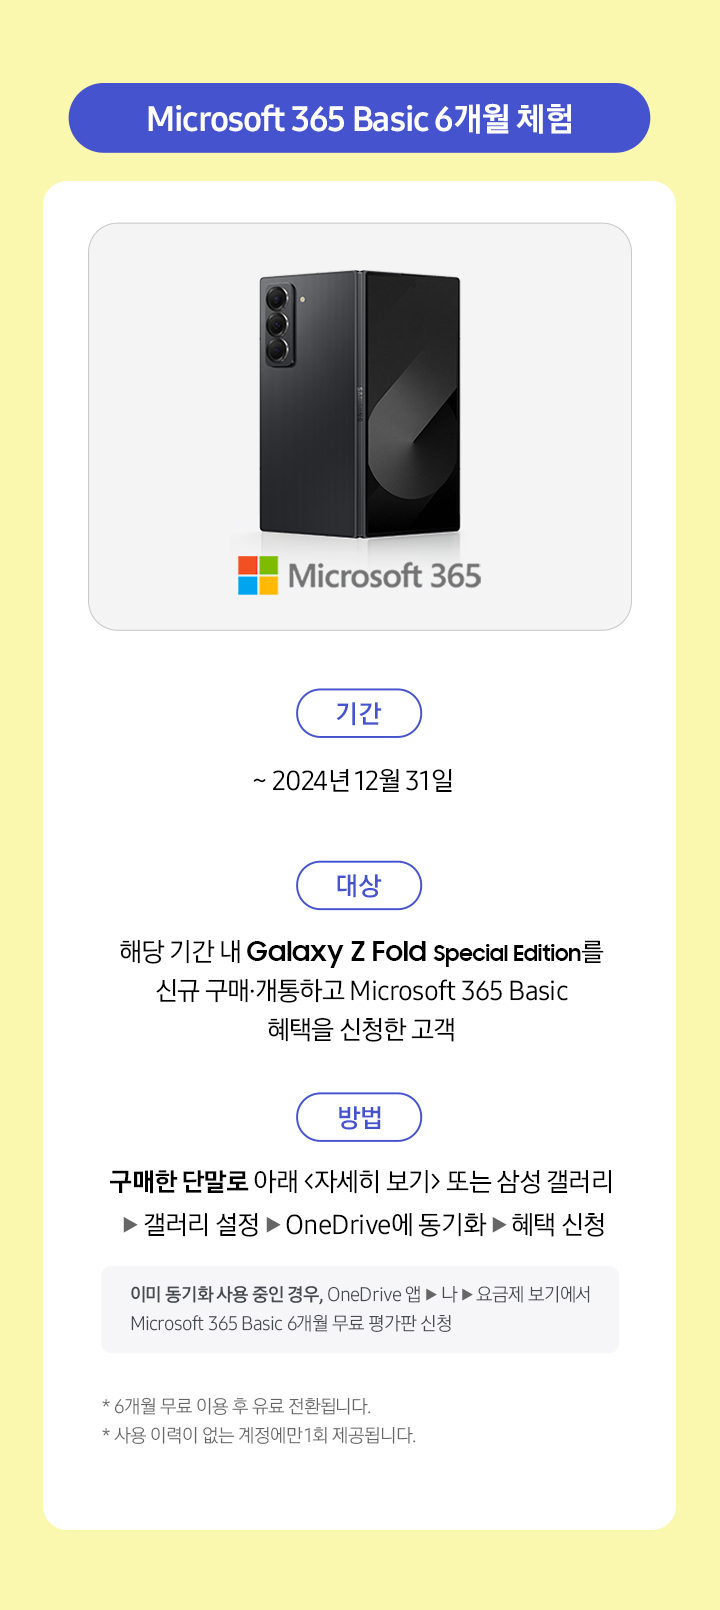 Microsoft 365 Basic 6개월 체험
SAMSUNG
Microsoft 365
기간
~ 2024년 12월 31일
대상
해당 기간 내 Galaxy Z Fold Special Edition를
신규 구매·개통하고 Microsoft 365 Basic
혜택을 신청한 고객
방법
구매한 단말로 아래 <자세히 보기> 또는 삼성 갤러리
▶ 갤러리 설정 ▶ OneDrive에 동기화 ▶ 혜택 신청
이미 동기화 사용 중인 경우, OneDrive 앱 ▶ 나 ▶ 요금제 보기에서
Microsoft 365 Basic 6개월 무료 평가판 신청
* 6개월 무료 이용 후 유료 전환됩니다.
* 사용 이력이 없는 계정에만 1회 제공됩니다.